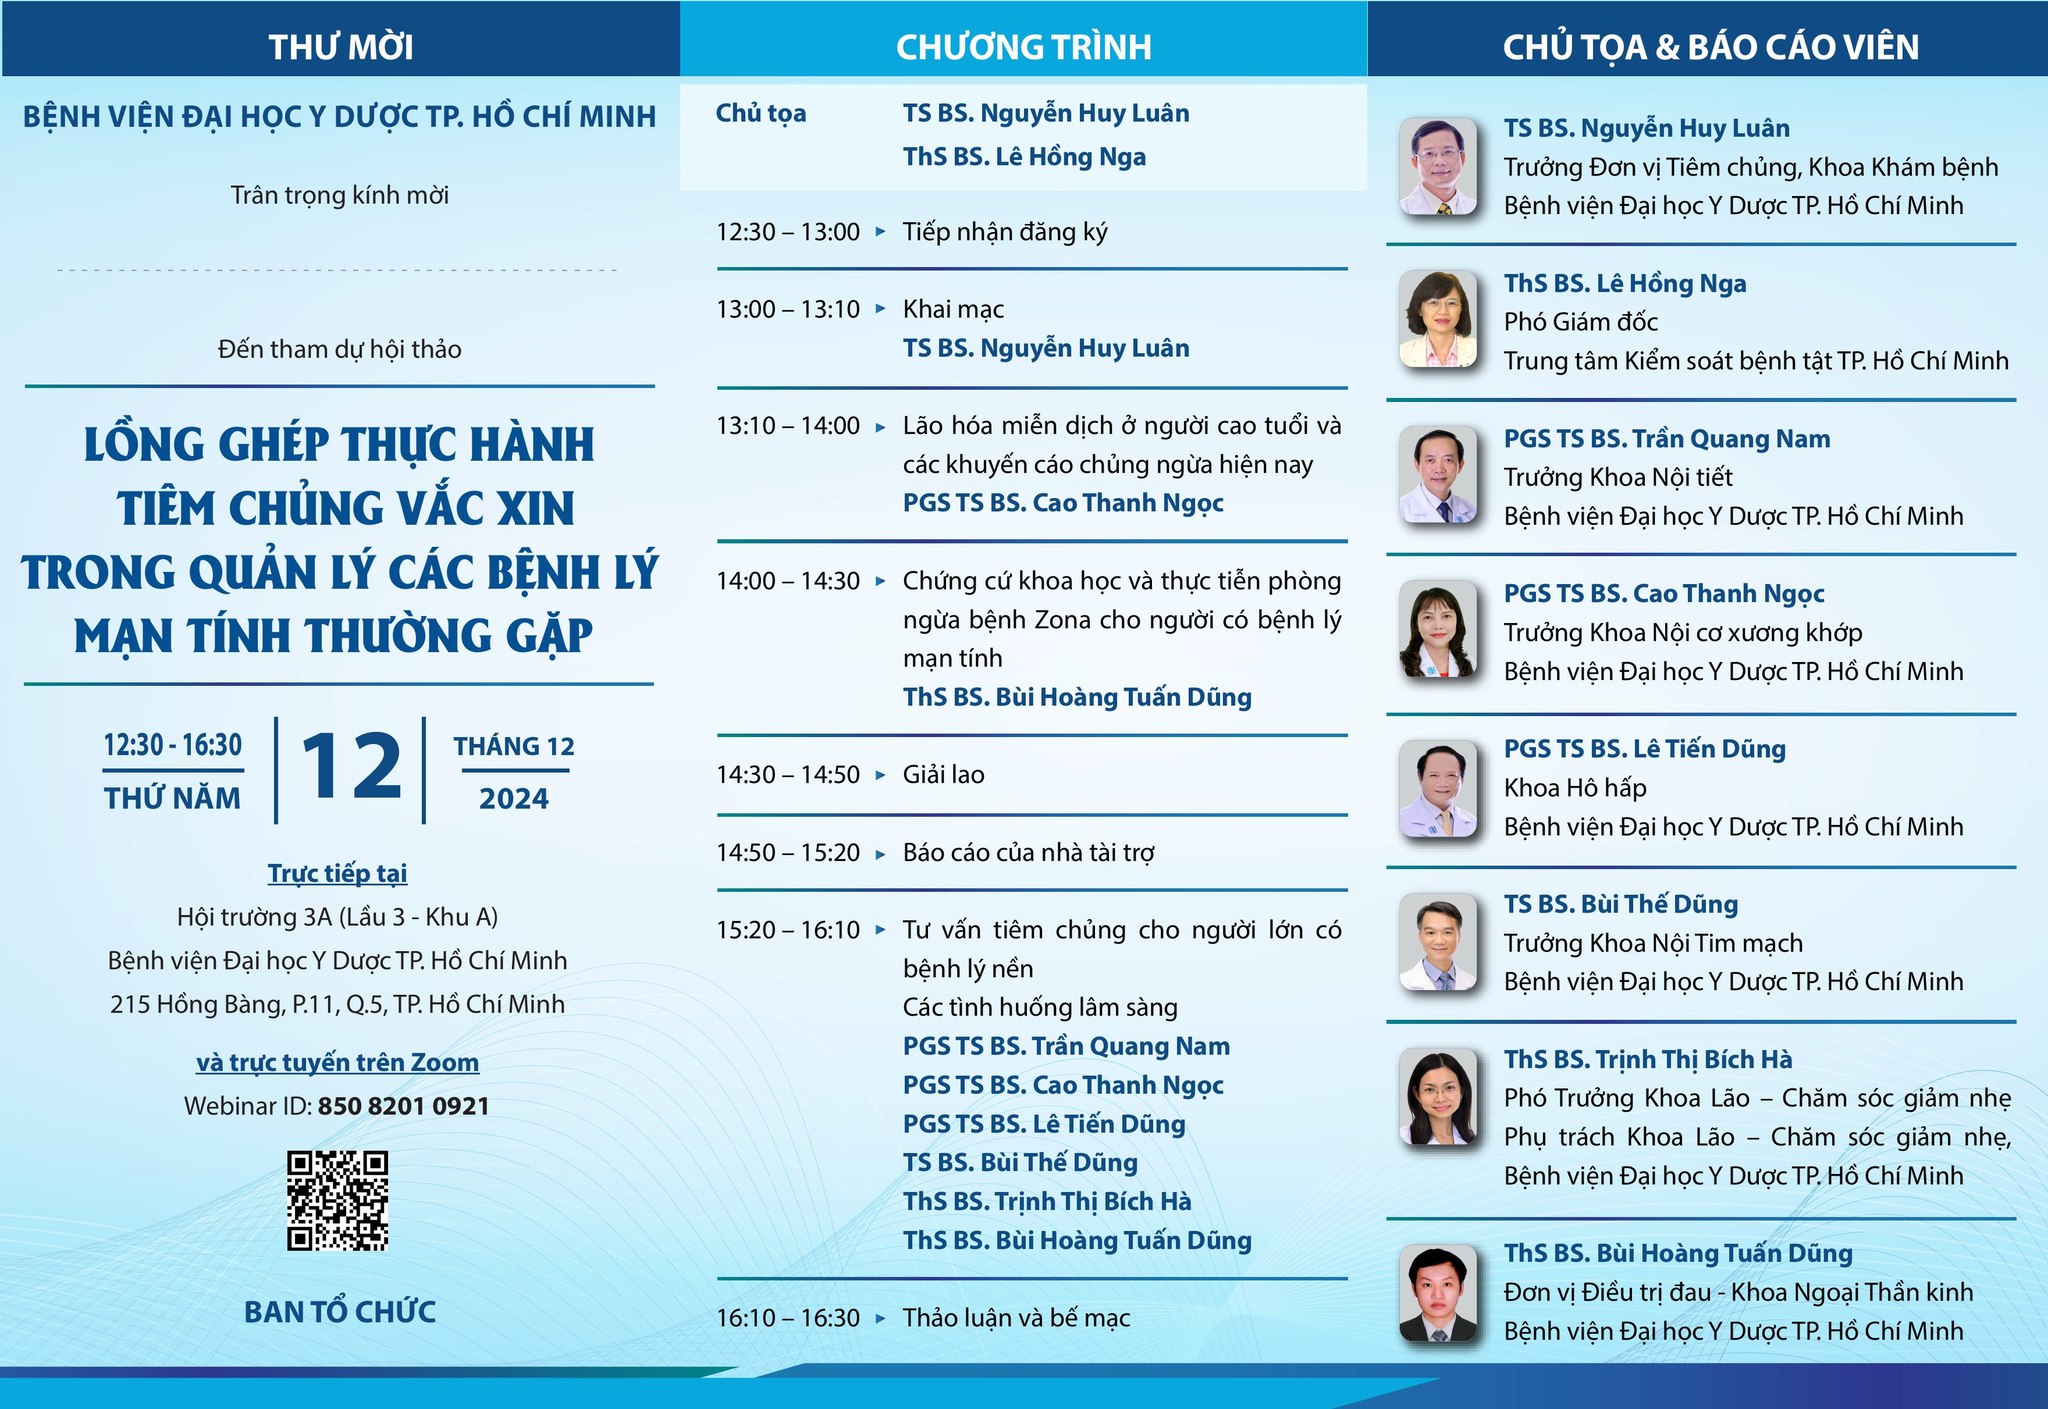 THƯ MỜI
BỆNH VIỆN ĐẠI HỌC Y DƯỢC TP. HỒ CHÍ MINH
Trân trọng kính mời
Đến tham dự hội thảo
LỒNG GHÉP THỰC HÀNH
TIÊM CHỦNG VẮC XIN
TRONG QUẢN LÝ CÁC BỆNH LÝ
MẠN TÍNH THƯỜNG GẶP
12:30 - 16:30
THỨ NĂM
12
THÁNG 12
2024
Trực tiếp tại
Hội trường 3A (Lầu 3 - Khu A)
Bệnh viện Đại học Y Dược TP. Hồ Chí Minh
215 Hồng Bàng, P.11, Q.5, TP. Hồ Chí Minh
và trực tuyến trên Zoom
Webinar ID: 850 8201 0921
BAN TỔ CHỨC
CHƯƠNG TRÌNH
Chủ tọa
TS BS. Nguyễn Huy Luân
ThS BS. Lê Hồng Nga
12:30 – 13:00 ▸ Tiếp nhận đăng ký
13:00 – 13:10 ▸ Khai mạc
TS BS. Nguyễn Huy Luân
13:10 – 14:00 ▸ Lão hóa miễn dịch ở người cao tuổi và
các khuyến cáo chủng ngừa hiện nay
PGS TS BS. Cao Thanh Ngọc
14:00 – 14:30 ▸ Chứng cứ khoa học và thực tiễn phòng
ngừa bệnh Zona cho người có bệnh lý
mạn tính
ThS BS. Bùi Hoàng Tuấn Dũng
14:30 – 14:50 ▸ Giải lao
14:50 – 15:20 ▸ Báo cáo của nhà tài trợ
15:20 – 16:10 ▸ Tư vấn tiêm chủng cho người lớn có
bệnh lý nền
Các tình huống lâm sàng
PGS TS BS. Trần Quang Nam
PGS TS BS. Cao Thanh Ngọc
PGS TS BS. Lê Tiến Dũng
TS BS. Bùi Thế Dũng
ThS BS. Trịnh Thị Bích Hà
ThS BS. Bùi Hoàng Tuấn Dũng
16:10 – 16:30 ▸ Thảo luận và bế mạc
CHỦ TỌA & BÁO CÁO VIÊN
TS BS. Nguyễn Huy Luân
Trưởng Đơn vị Tiêm chủng, Khoa Khám bệnh
Bệnh viện Đại học Y Dược TP. Hồ Chí Minh
ThS BS. Lê Hồng Nga
Phó Giám đốc
Trung tâm Kiểm soát bệnh tật TP. Hồ Chí Minh
PGS TS BS. Trần Quang Nam
Trưởng Khoa Nội tiết
Bệnh viện Đại học Y Dược TP. Hồ Chí Minh
PGS TS BS. Cao Thanh Ngọc
Trưởng Khoa Nội cơ xương khớp
Bệnh viện Đại học Y Dược TP. Hồ Chí Minh
PGS TS BS. Lê Tiến Dũng
Khoa Hô hấp
Bệnh viện Đại học Y Dược TP. Hồ Chí Minh
TS BS. Bùi Thế Dũng
Trưởng Khoa Nội Tim mạch
Bệnh viện Đại học Y Dược TP. Hồ Chí Minh
ThS BS. Trịnh Thị Bích Hà
Phó Trưởng Khoa Lão – Chăm sóc giảm nhẹ
Phụ trách Khoa Lão – Chăm sóc giảm nhẹ,
Bệnh viện Đại học Y Dược TP. Hồ Chí Minh
ThS BS. Bùi Hoàng Tuấn Dũng
Đơn vị Điều trị đau - Khoa Ngoại Thần kinh
Bệnh viện Đại học Y Dược TP. Hồ Chí Minh